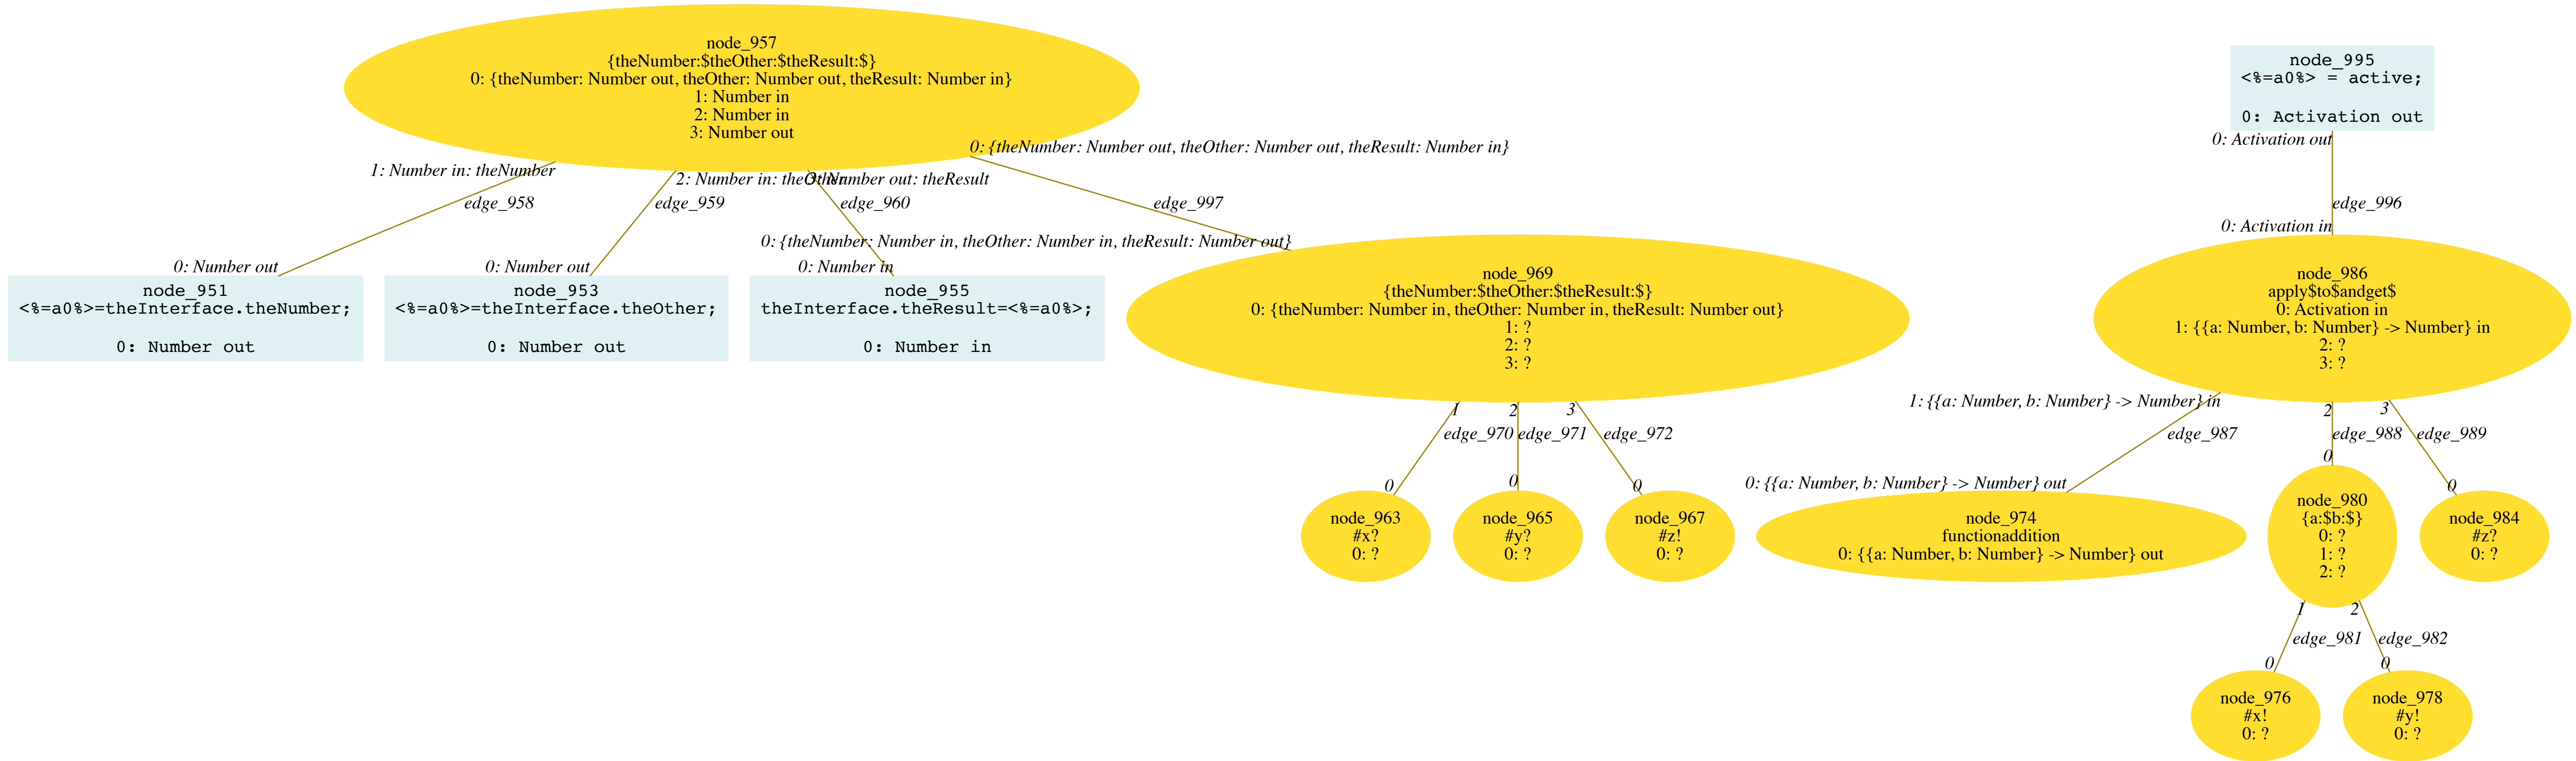 node_957
{theNumber:$theOther:$theResult:$}
0: {theNumber: Number out, theOther: Number out, theResult: Number in}
1: Number in
2: Number in
3: Number out
node_995
<%=a0%> = active;
0: Activation out
0: {theNumber: Number out, theOther: Number out, theResult: Number in}
0: Activation out
1: Number in: theNumber
2: Number in: theOther
3: Number out: theResult
edge_958
edge_959
edge_960
edge_997
edge_996
0: Activation in
0: {theNumber: Number in, theOther: Number in, theResult: Number out}
0: Number out
0: Number out
0: Number in
node_951
<%=a0%>=theInterface.theNumber;
0: Number out
node_953
<%=a0%>=theInterface.theOther;
0: Number out
node_955
theInterface.theResult=<%=a0%>;
0: Number in
node_969
{theNumber:$theOther:$theResult:$}
0: {theNumber: Number in, theOther: Number in, theResult: Number out}
1: ?
2: ?
3: ?
node_986
apply$to$andget$
0: Activation in
1: {{a: Number, b: Number} -> Number} in
2: ?
3: ?
1
2
3
1: {{a: Number, b: Number} -> Number} in
2
3
edge_970
edge_971
edge_972
edge_987
edge_988
edge_989
0
0
0
0: {{a: Number, b: Number} -> Number} out
0
0
node_963
#x?
0: ?
node_965
#y?
0: ?
node_967
#z!
0: ?
node_974
functionaddition
0: {{a: Number, b: Number} -> Number} out
node_980
{a:$b:$}
0: ?
1: ?
2: ?
node_984
#z?
0: ?
1
2
edge_981
edge_982
0
0
node_976
#x!
0: ?
node_978
#y!
0: ?